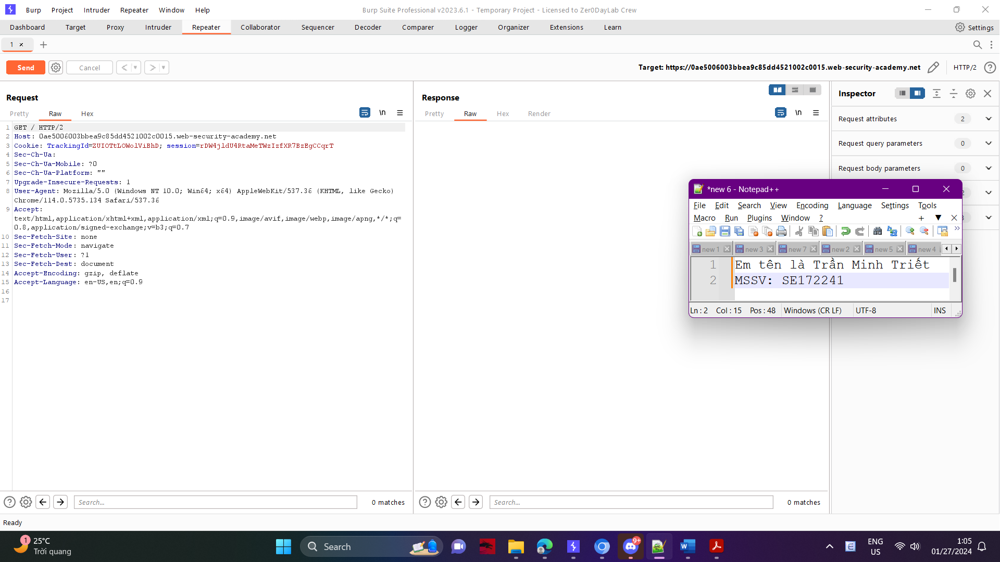 Burp Project Intruder Repeater Window Help
Burp Suite Professional v2023.6.1 - Temporary Project - Licensed to Zer0DayLab Crew
Dashboard Target Proxy Intruder Repeater Collaborator Sequencer Decoder Comparer Logger Organizer Extensions Learn
Settings
1 ×
Send Cancel < >
Target: https://0ae5006003bbea9c85dd4521002c0015.web-security-academy.net
HTTP/2
Request
Pretty Raw Hex
\n
1 GET / HTTP/2
2 Host: 0ae5006003bbea9c85dd4521002c0015.web-security-academy.net
3 Cookie: TrackingId=ZUIOTtLOWolViBhD; session=rDW4jldU4RtaMeTWzIzfXR7BzEgCCqrT
4 Sec-Ch-Ua:
5 Sec-Ch-Ua-Mobile: ?0
6 Sec-Ch-Ua-Platform: ""
7 Upgrade-Insecure-Requests: 1
8 User-Agent: Mozilla/5.0 (Windows NT 10.0; Win64; x64) AppleWebKit/537.36 (KHTML, like Gecko)
Chrome/114.0.5735.134 Safari/537.36
9 Accept:
text/html,application/xhtml+xml,application/xml;q=0.9,image/avif,image/webp,image/apng,*/*;q=
0.8,application/signed-exchange;v=b3;q=0.7
10 Sec-Fetch-Site: none
11 Sec-Fetch-Mode: navigate
12 Sec-Fetch-User: ?1
13 Sec-Fetch-Dest: document
14 Accept-Encoding: gzip, deflate
15 Accept-Language: en-US,en;q=0.9
16
17
Search...
0 matches
Response
Pretty Raw Hex Render
\n
Search...
0 matches
Inspector
Request attributes 2
Request query parameters 0
Request body parameters 0
*new 6 - Notepad++
File Edit Search View Encoding Language Settings Tools
Macro Run Plugins Window ?
new 1 new 3 new 7 new 2 new 5 new 4
1 Em tên là Trần Minh Triết
2 MSSV: SE172241
Ln : 2 Col : 15 Pos : 48 Windows (CR LF) UTF-8 INS
Ready
1
25°C
Trời quang
Search
9+
ENG
US
1:05
01/27/2024